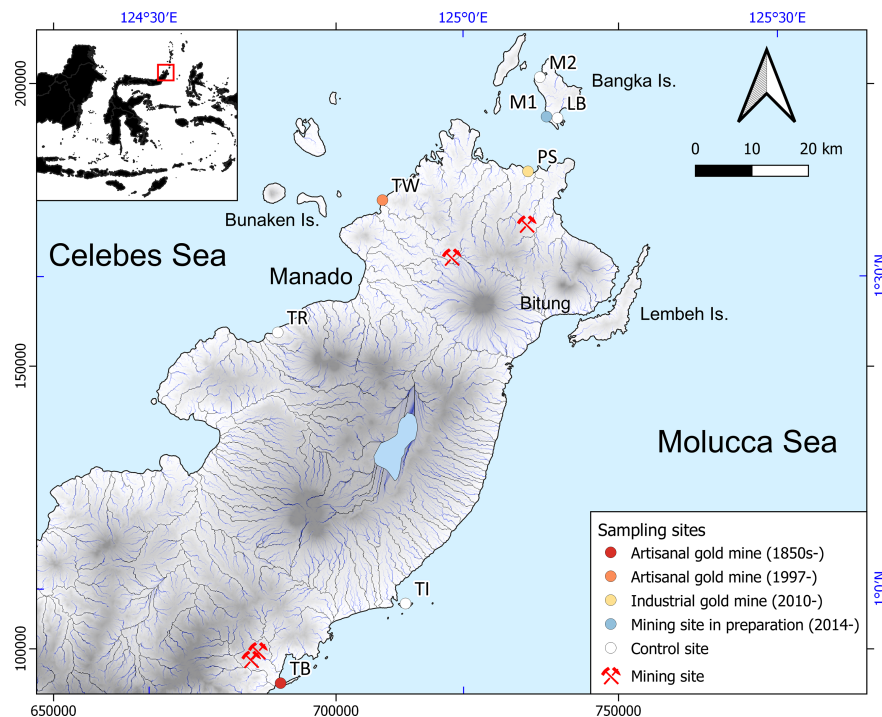 124°30'E
125°0'E
125°30'E
200000
M2
Bangka Is.
M1
LB
0
10
20 km
PS
TW
Bunaken Is.
Celebes Sea
Manado
1°30'N
Bitung
Lembeh Is.
TR
150000
Molucca Sea
Sampling sites
Artisanal gold mine (1850s-)
Artisanal gold mine (1997-)
Industrial gold mine (2010-)
Mining site in preparation (2014-)
Control site
Mining site
TI
1°0'N
100000
TB
650000
700000
750000